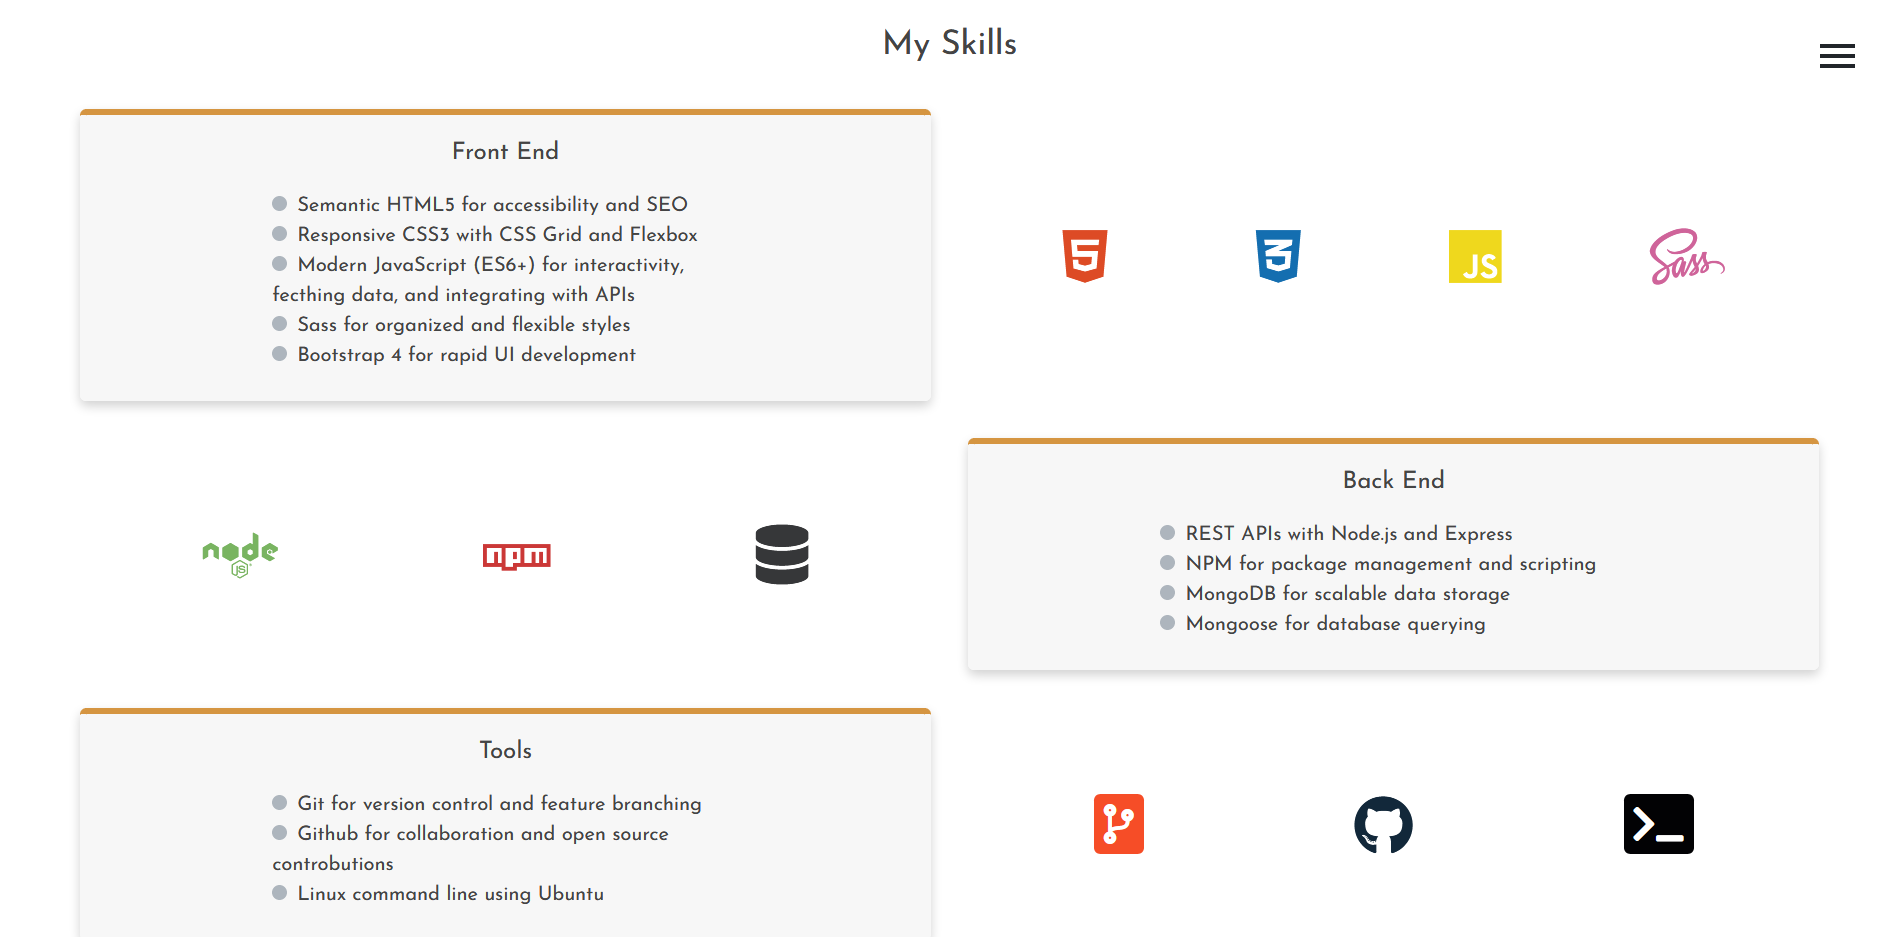 My Skills
Front End
Semantic HTML5 for accessibility and SEO
Responsive CSS3 with CSS Grid and Flexbox
Modern JavaScript (ES6+) for interactivity,
fecthing data, and integrating with APIs
Sass for organized and flexible styles
Bootstrap 4 for rapid UI development
5
3
JS
Sass
node
JS
npm
Back End
REST APIs with Node.js and Express
NPM for package management and scripting
MongoDB for scalable data storage
Mongoose for database querying
Tools
Git for version control and feature branching
Github for collaboration and open source
controbutions
Linux command line using Ubuntu